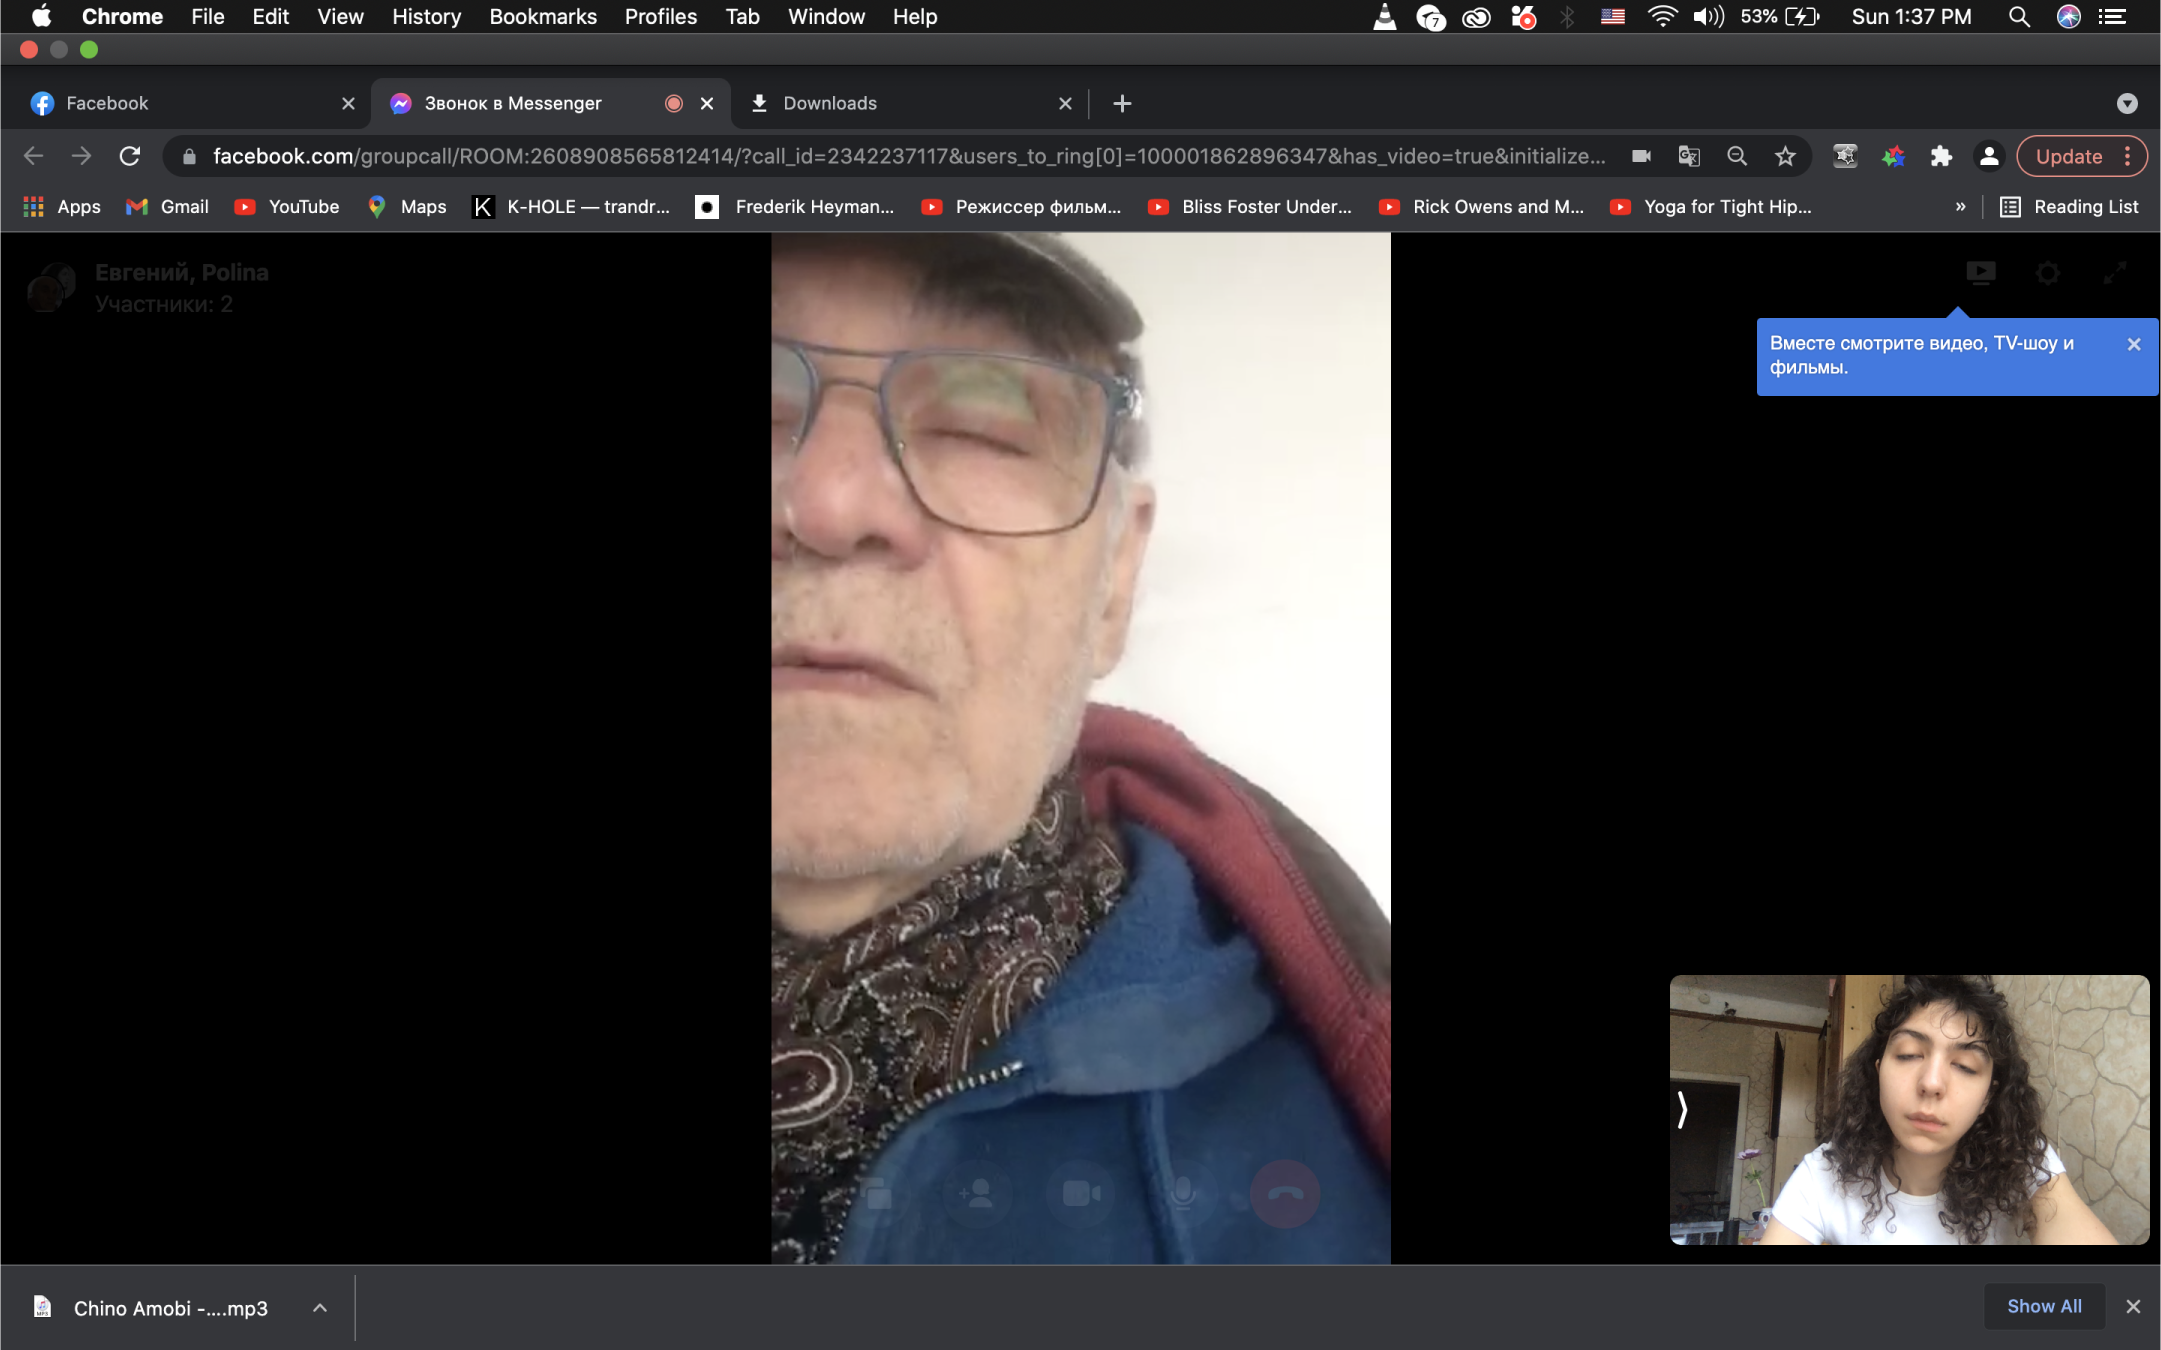 Chrome File Edit View History Bookmarks Profiles Tab Window Help 7 53% Sun 1:37 PM
Facebook Звонок в Messenger Downloads
facebook.com/groupcall/ROOM:2608908565812414/?call_id=2342237117&users_to_ring[0]=100001862896347&has_video=true&initialize... Update
Apps Gmail YouTube Maps K K-HOLE — trandr... Frederik Heyman... Режиссер фильм... Bliss Foster Under... Rick Owens and M... Yoga for Tight Hip... » Reading List
Евгений, Polina
Участники: 2
Вместе смотрите видео, TV-шоу и
фильмы.
Chino Amobi -....mp3 Show All